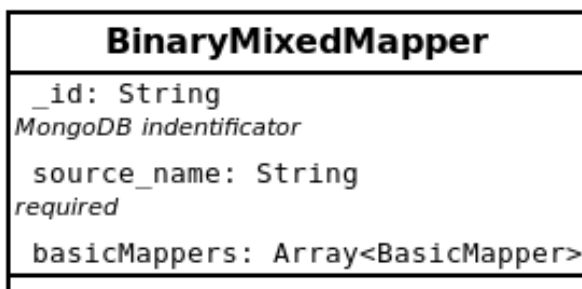 BinaryMixedMapper
_id: String
MongoDB indentificator
source_name: String
required
basicMappers: Array<BasicMapper>